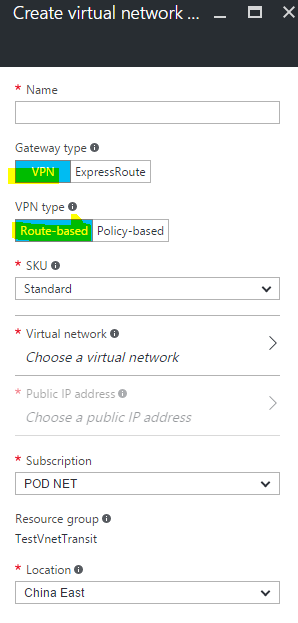 Create virtual network ...
* Name
Gateway type
VPN ExpressRoute
VPN type
Route-based Policy-based
* SKU
Standard
* Virtual network
Choose a virtual network
* Public IP address
Choose a public IP address
* Subscription
POD NET
Resource group
TestVnetTransit
* Location
China East